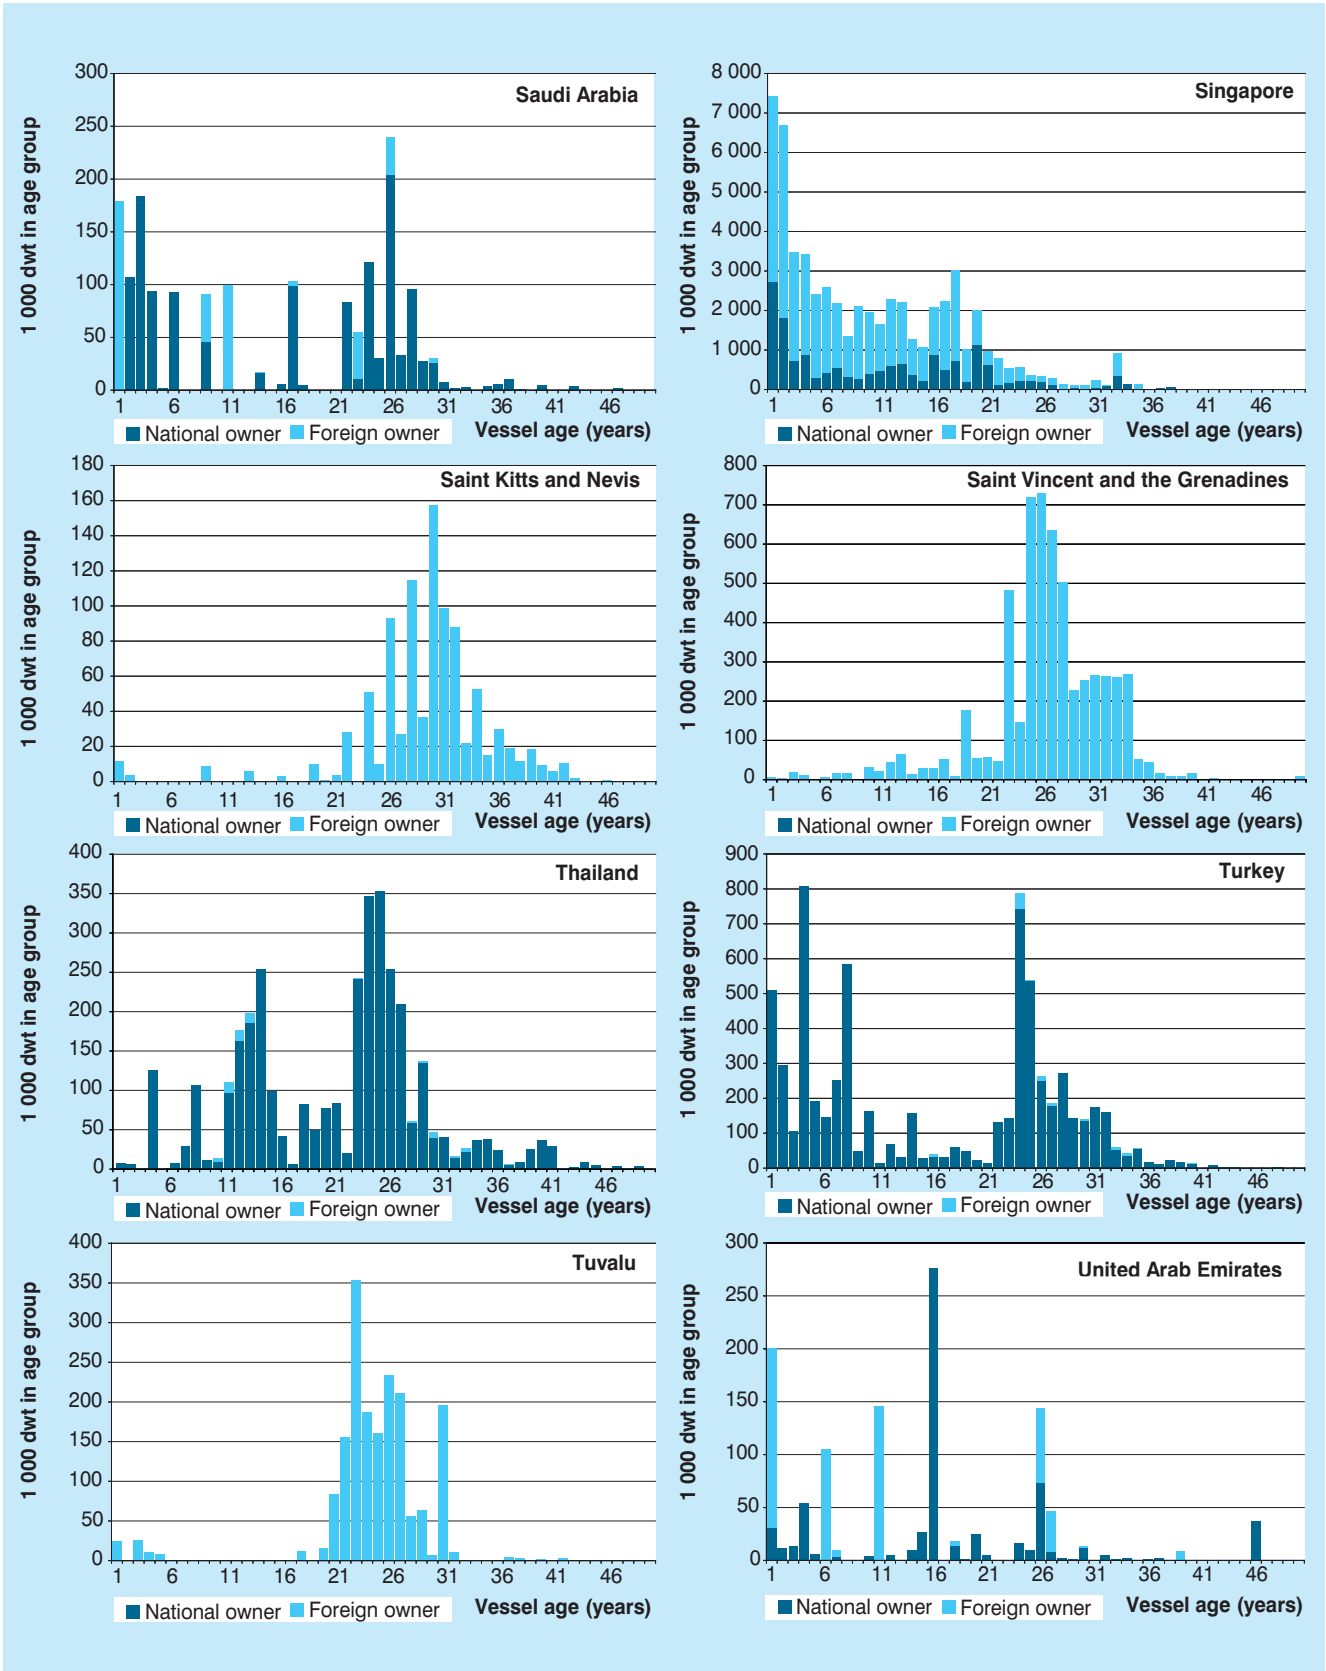 Saudi Arabia
1 000 dwt in age group
300
250
200
150
100
50
0
1 6 11 16 21 26 31 36 41 46
National owner Foreign owner Vessel age (years)
Singapore
1 000 dwt in age group
8 000
7 000
6 000
5 000
4 000
3 000
2 000
1 000
0
1 6 11 16 21 26 31 36 41 46
National owner Foreign owner Vessel age (years)
Saint Kitts and Nevis
1 000 dwt in age group
180
160
140
120
100
80
60
40
20
0
1 6 11 16 21 26 31 36 41 46
National owner Foreign owner Vessel age (years)
Saint Vincent and the Grenadines
1 000 dwt in age group
800
700
600
500
400
300
200
100
0
1 6 11 16 21 26 31 36 41 46
National owner Foreign owner Vessel age (years)
Thailand
1 000 dwt in age group
400
350
300
250
200
150
100
50
0
1 6 11 16 21 26 31 36 41 46
National owner Foreign owner Vessel age (years)
Turkey
1 000 dwt in age group
900
800
700
600
500
400
300
200
100
0
1 6 11 16 21 26 31 36 41 46
National owner Foreign owner Vessel age (years)
Tuvalu
1 000 dwt in age group
400
350
300
250
200
150
100
50
0
1 6 11 16 21 26 31 36 41 46
National owner Foreign owner Vessel age (years)
United Arab Emirates
1 000 dwt in age group
300
250
200
150
100
50
0
1 6 11 16 21 26 31 36 41 46
National owner Foreign owner Vessel age (years)